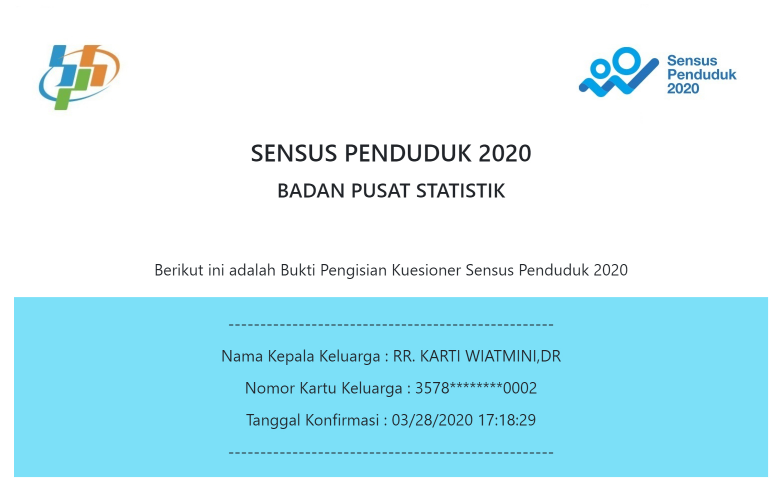 Sensus
Penduduk
2020
SENSUS PENDUDUK 2020
BADAN PUSAT STATISTIK
Berikut ini adalah Bukti Pengisian Kuesioner Sensus Penduduk 2020
---------------------------------------------------
Nama Kepala Keluarga : RR. KARTI WIATMINI,DR
Nomor Kartu Keluarga : 3578********0002
Tanggal Konfirmasi : 03/28/2020 17:18:29
---------------------------------------------------